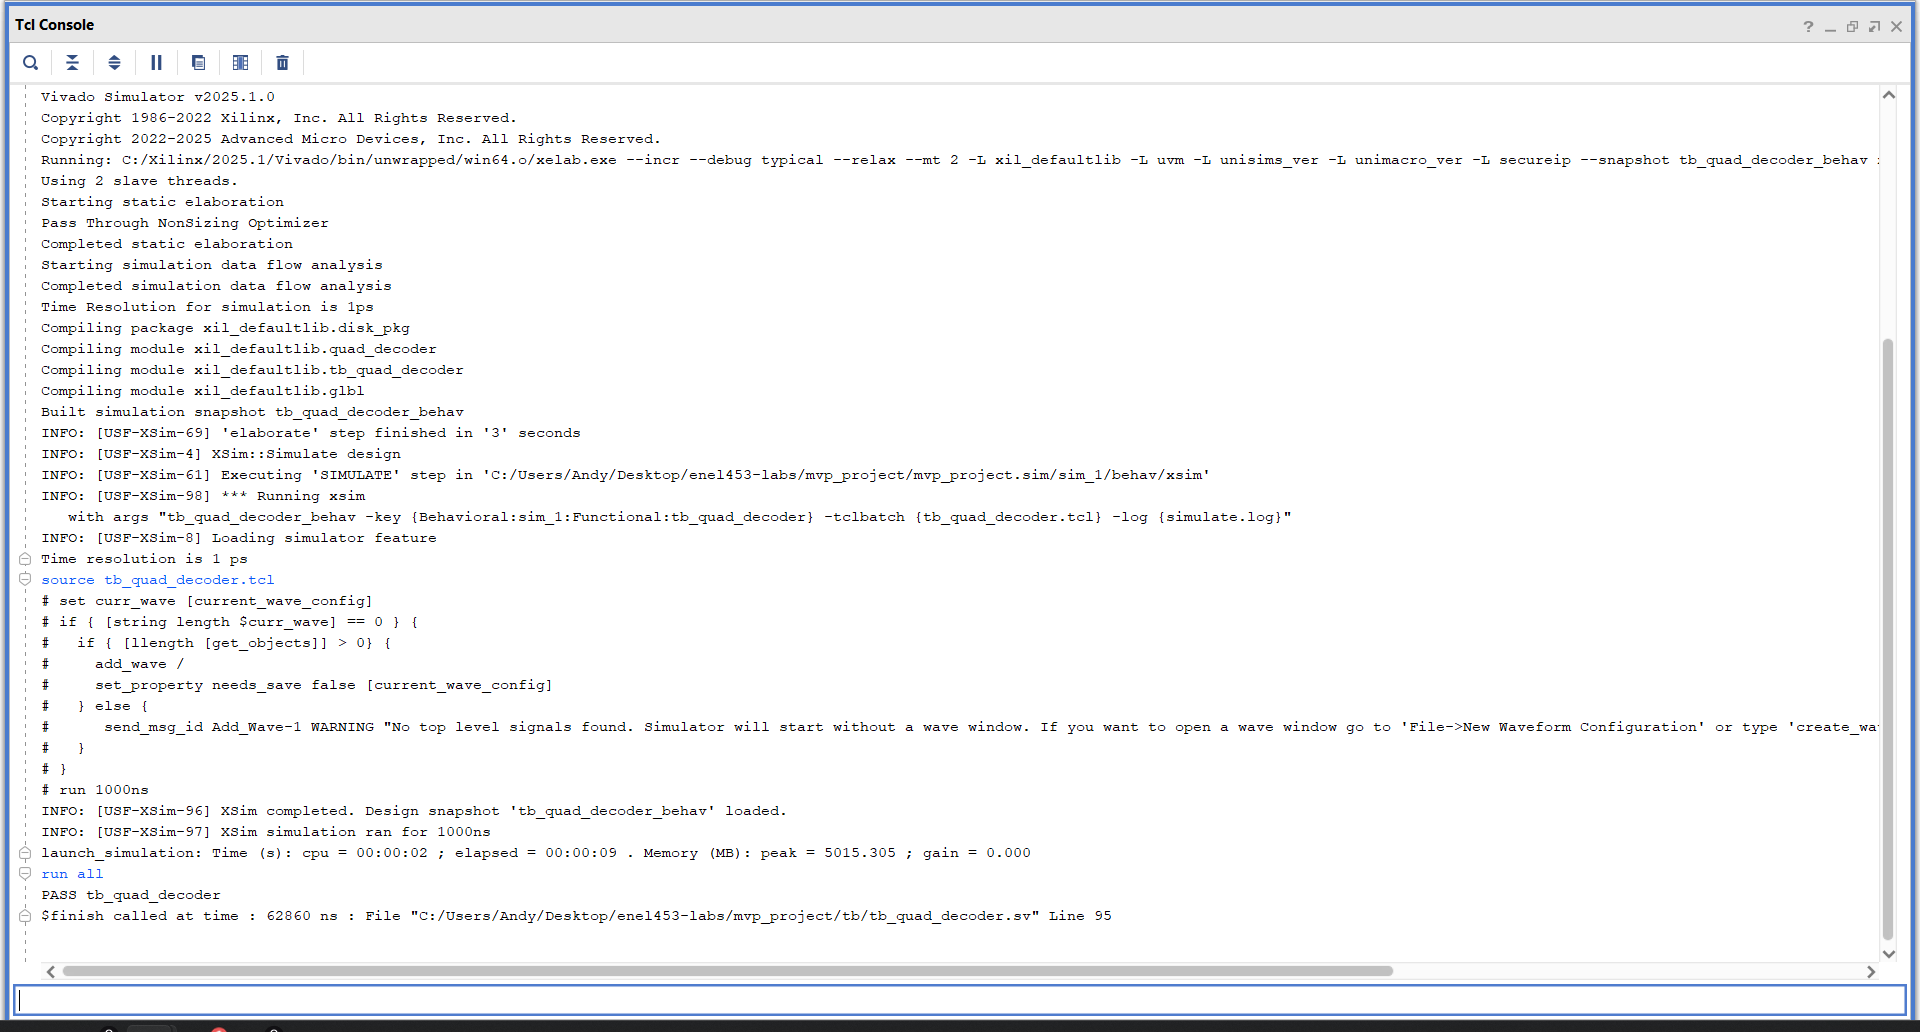 Tcl Console
Vivado Simulator v2025.1.0
Copyright 1986-2022 Xilinx, Inc. All Rights Reserved.
Copyright 2022-2025 Advanced Micro Devices, Inc. All Rights Reserved.
Running: C:/Xilinx/2025.1/Vivado/bin/unwrapped/win64.o/xelab.exe --incr --debug typical --relax --mt 2 -L xil_defaultlib -L uvm -L unisims_ver -L unimacro_ver -L secureip --snapshot tb_quad_decoder_behav
Using 2 slave threads.
Starting static elaboration
Pass Through NonSizing Optimizer
Completed static elaboration
Starting simulation data flow analysis
Completed simulation data flow analysis
Time Resolution for simulation is 1ps
Compiling package xil_defaultlib.disk_pkg
Compiling module xil_defaultlib.quad_decoder
Compiling module xil_defaultlib.tb_quad_decoder
Compiling module xil_defaultlib.glbl
Built simulation snapshot tb_quad_decoder_behav
INFO: [USF-XSim-69] 'elaborate' step finished in '3' seconds
INFO: [USF-XSim-4] XSim::Simulate design
INFO: [USF-XSim-61] Executing 'SIMULATE' step in 'C:/Users/Andy/Desktop/enel453-labs/mvp_project/mvp_project.sim/sim_1/behav/xsim'
INFO: [USF-XSim-98] *** Running xsim
   with args "tb_quad_decoder_behav -key {Behavioral:sim_1:Functional:tb_quad_decoder} -tclbatch {tb_quad_decoder.tcl} -log {simulate.log}"
INFO: [USF-XSim-8] Loading simulator feature
Time resolution is 1 ps
source tb_quad_decoder.tcl
# set curr_wave [current_wave_config]
# if { [string length $curr_wave] == 0 } {
#   if { [llength [get_objects]] > 0} {
#     add_wave /
#     set_property needs_save false [current_wave_config]
#   } else {
#      send_msg_id Add_Wave-1 WARNING "No top level signals found. Simulator will start without a wave window. If you want to open a wave window go to 'File->New Waveform Configuration' or type 'create_wa
#   }
# }
# run 1000ns
INFO: [USF-XSim-96] XSim completed. Design snapshot 'tb_quad_decoder_behav' loaded.
INFO: [USF-XSim-97] XSim simulation ran for 1000ns
launch_simulation: Time (s): cpu = 00:00:02 ; elapsed = 00:00:09 . Memory (MB): peak = 5015.305 ; gain = 0.000
run all
PASS tb_quad_decoder
$finish called at time : 62860 ns : File "C:/Users/Andy/Desktop/enel453-labs/mvp_project/tb/tb_quad_decoder.sv" Line 95